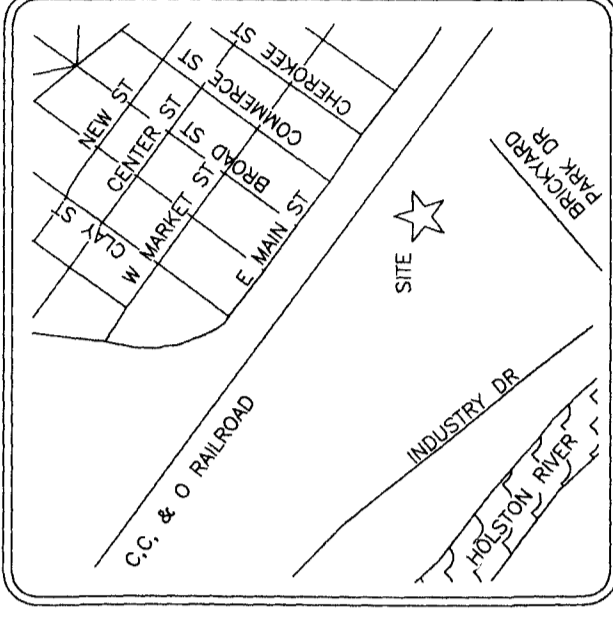 NEW ST
CENTER ST
CLAY ST
W MARKET ST
BROAD ST
COMMERCE ST
CHEROKEE ST
E MAIN ST
SITE
BRICKYARD
PARK DR
C,C, & O RAILROAD
INDUSTRY DR
HOLSTON RIVER